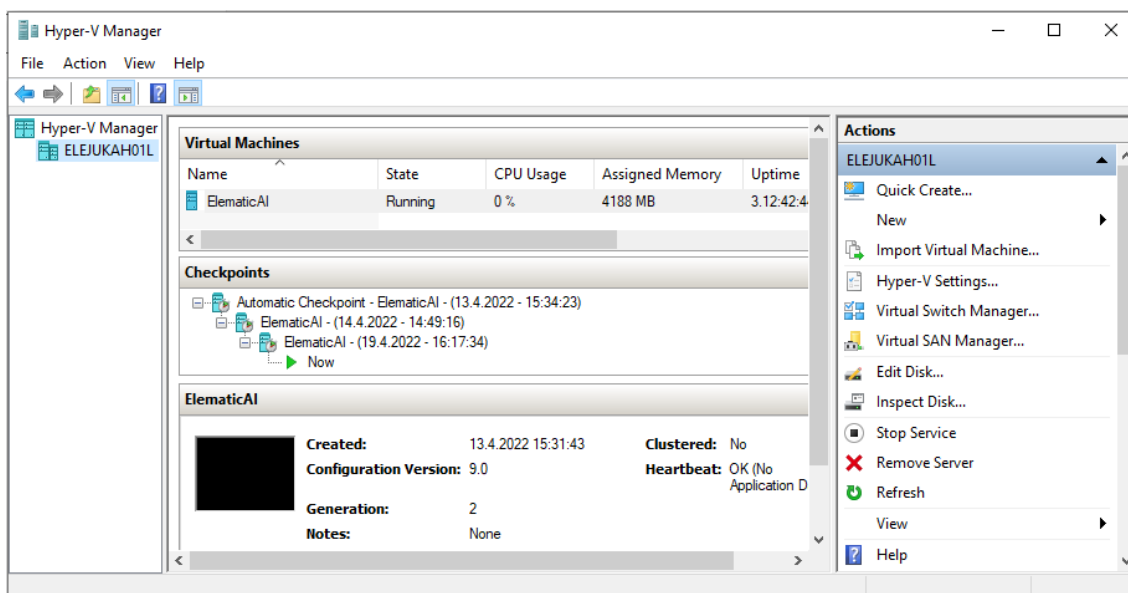 Hyper-V Manager
File Action View Help
Hyper-V Manager
ELEJUKAH01L
Virtual Machines
Name State CPU Usage Assigned Memory Uptime
ElematicAI Running 0 % 4188 MB 3.12:42:4
Checkpoints
Automatic Checkpoint - ElematicAI - (13.4.2022 - 15:34:23)
ElematicAI - (14.4.2022 - 14:49:16)
ElematicAI - (19.4.2022 - 16:17:34)
Now
ElematicAI
Created: 13.4.2022 15:31:43 Clustered: No
Configuration Version: 9.0 Heartbeat: OK (No
Application D
Generation: 2
Notes: None
Actions
ELEJUKAH01L
Quick Create...
New
Import Virtual Machine...
Hyper-V Settings...
Virtual Switch Manager...
Virtual SAN Manager...
Edit Disk...
Inspect Disk...
Stop Service
Remove Server
Refresh
View
Help